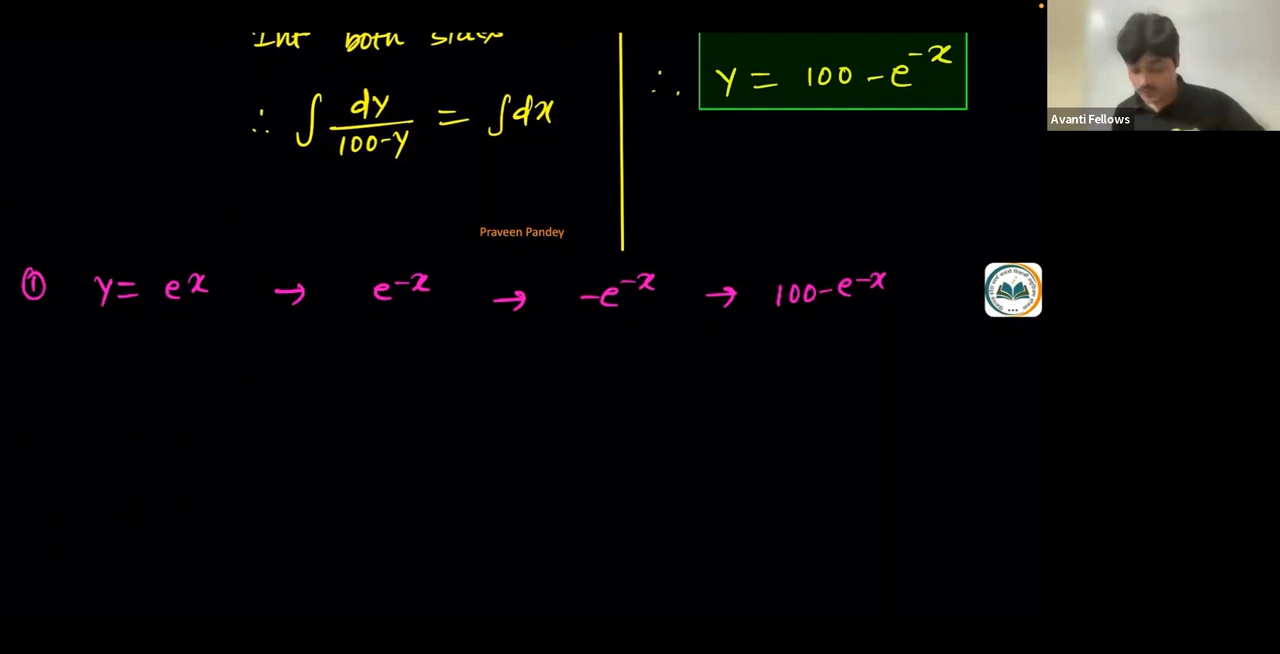 Int both sides
∴ ∫ dy/(100-y) = ∫dx
∴ y = 100 - e^-x
Avanti Fellows
Praveen Pandey
① y = e^x → e^-x → -e^-x → 100-e^-x